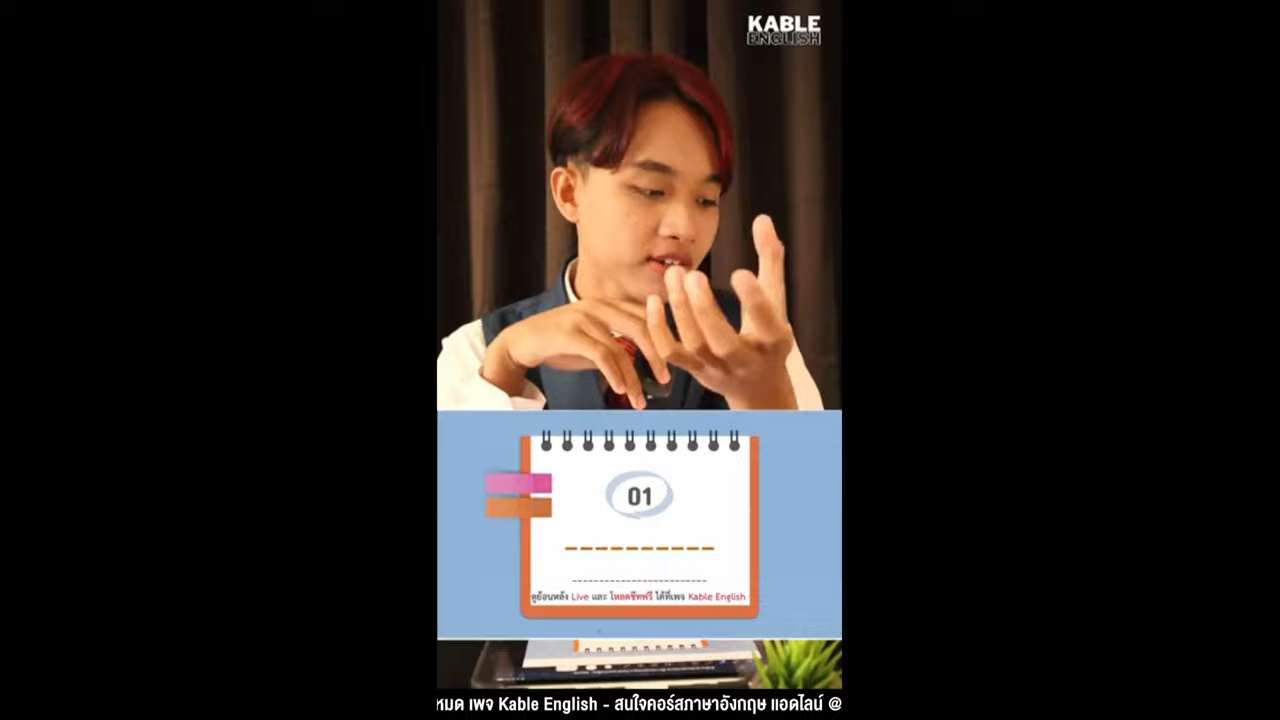 KABLE
ENGLISH
01
ดูย้อนหลัง Live และ โหลดชีทฟรี ได้ที่เพจ Kable English
หมด เพจ Kable English - สนใจคอร์สภาษาอังกฤษ แอดไลน์ @